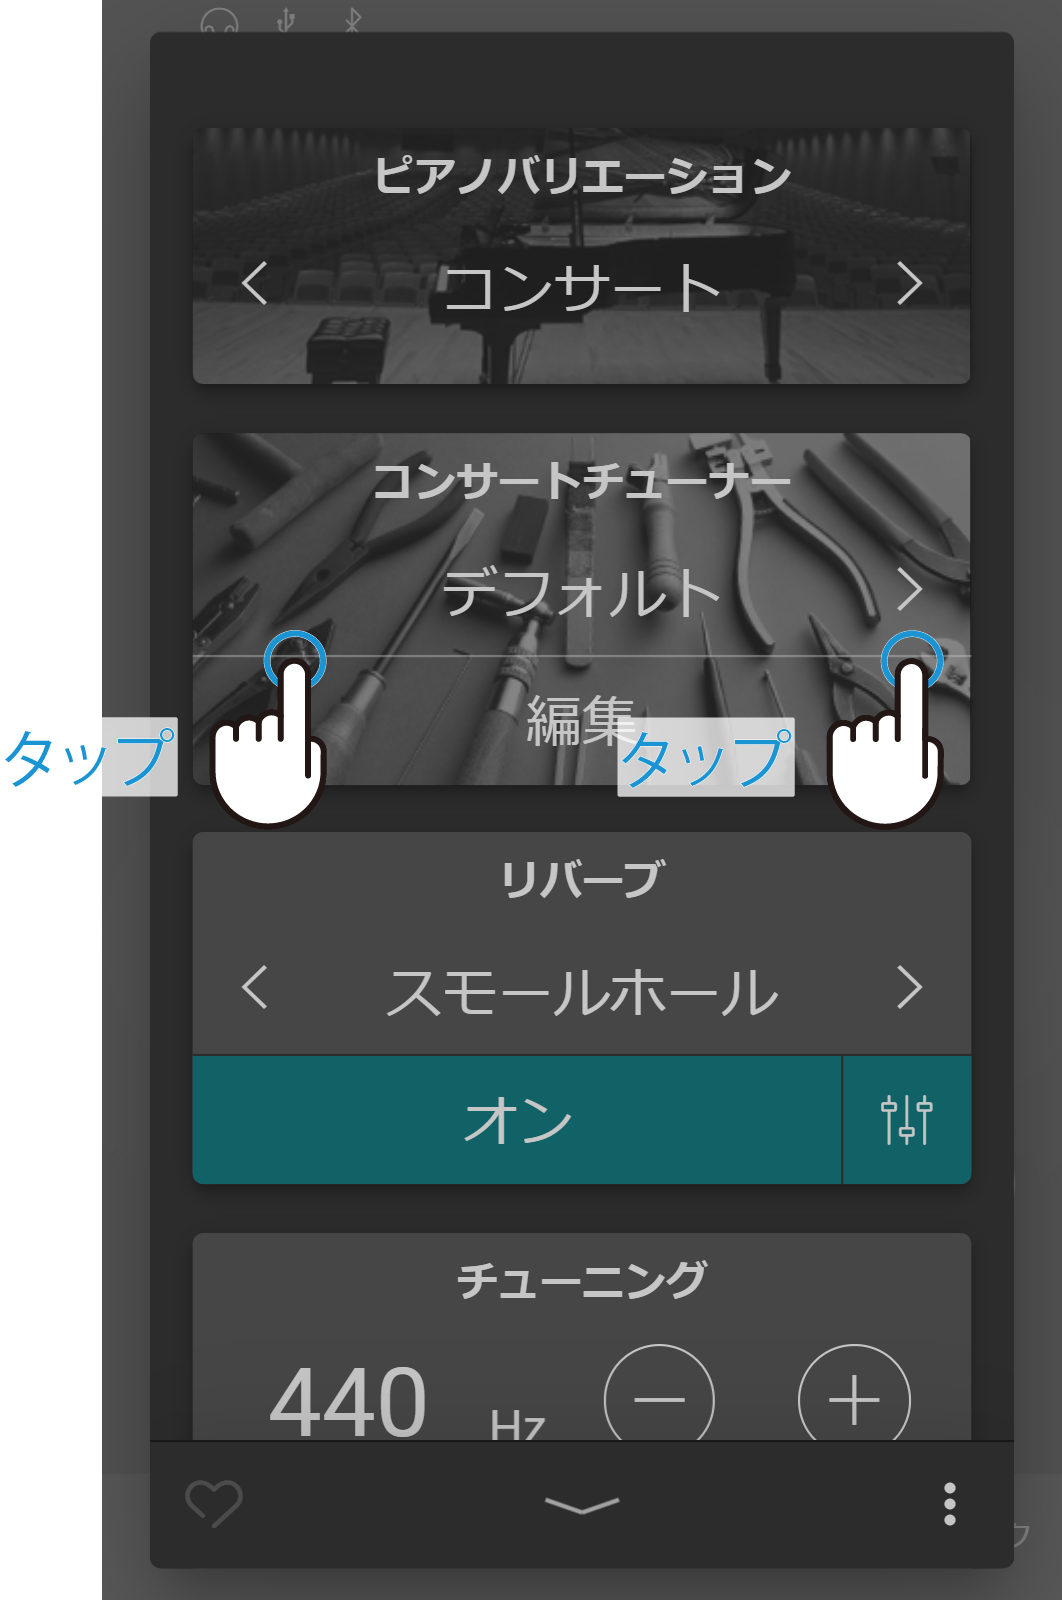 ピアノバリエーション
コンサート
コンサートチューナー
デフォルト
編集
タップ
タップ
リバーブ
スモールホール
オン
チューニング
440 Hz